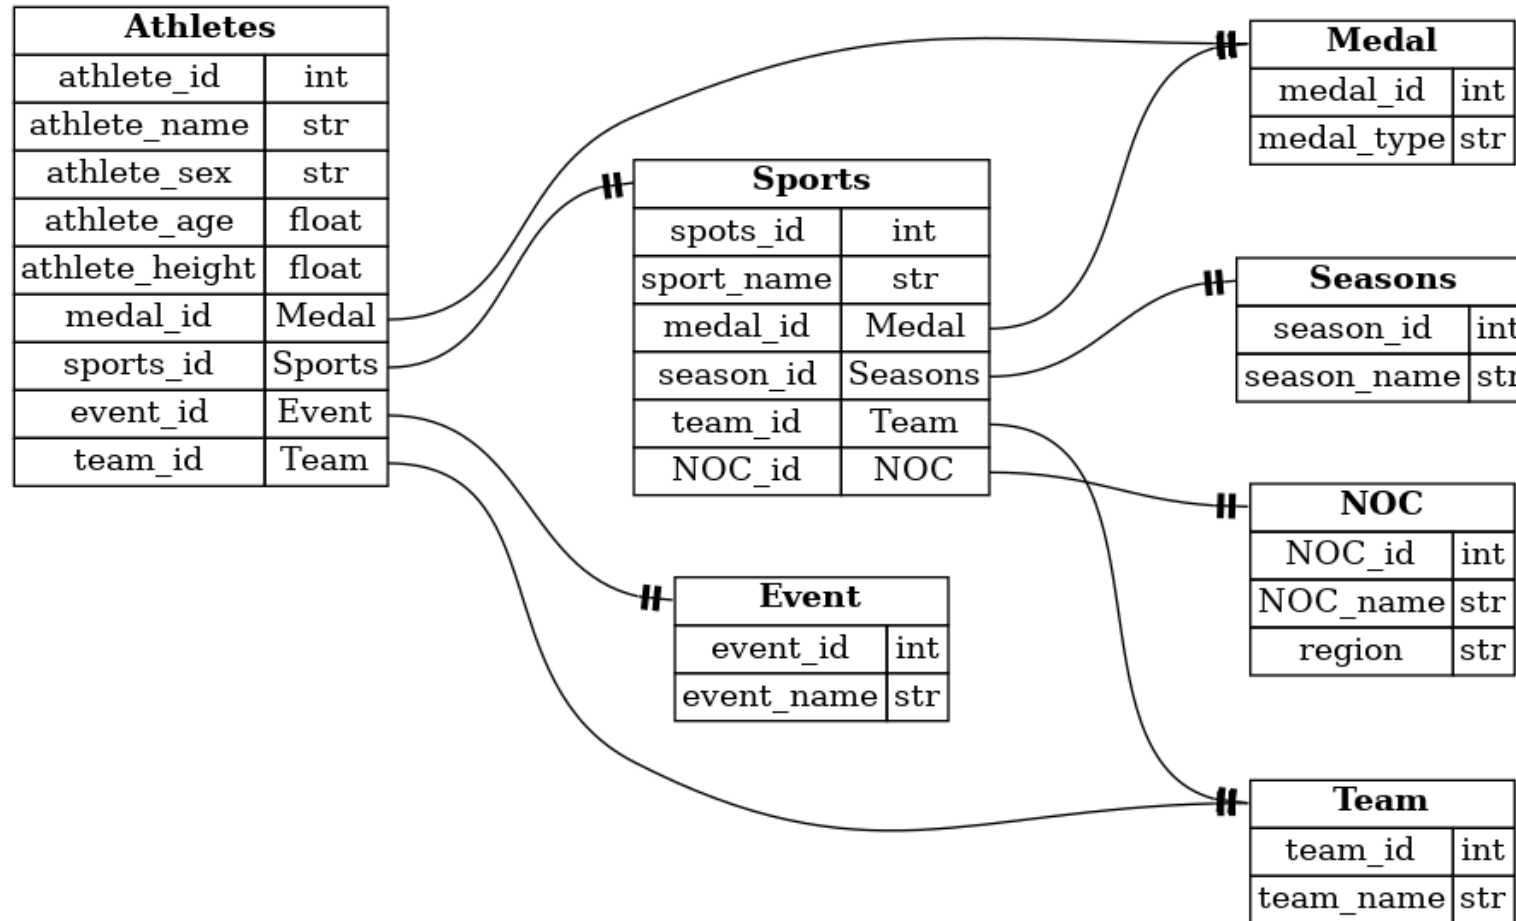 Athletes
athlete_id int
athlete_name str
athlete_sex str
athlete_age float
athlete_height float
medal_id Medal
sports_id Sports
event_id Event
team_id Team
Sports
spots_id int
sport_name str
medal_id Medal
season_id Seasons
team_id Team
NOC_id NOC
Event
event_id int
event_name str
Medal
medal_id int
medal_type str
Seasons
season_id int
season_name str
NOC
NOC_id int
NOC_name str
region str
Team
team_id int
team_name str